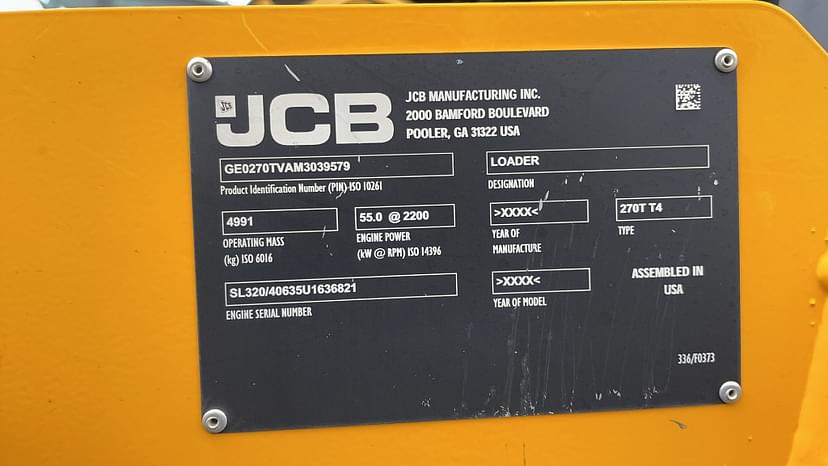 JCB
JCB MANUFACTURING INC.
2000 BAMFORD BOULEVARD
POOLER, GA 31322 USA
GE0270TVAM3039579
Product Identification Number (PIN) ISO 10261
LOADER
DESIGNATION
4991
OPERATING MASS
(kg) ISO 6016
55.0 @ 2200
ENGINE POWER
(kW @ RPM) ISO 14396
>XXXX<
YEAR OF
MANUFACTURE
270T T4
TYPE
SL320/40635U1636821
ENGINE SERIAL NUMBER
>XXXX<
YEAR OF MODEL
ASSEMBLED IN
USA
336/F0373